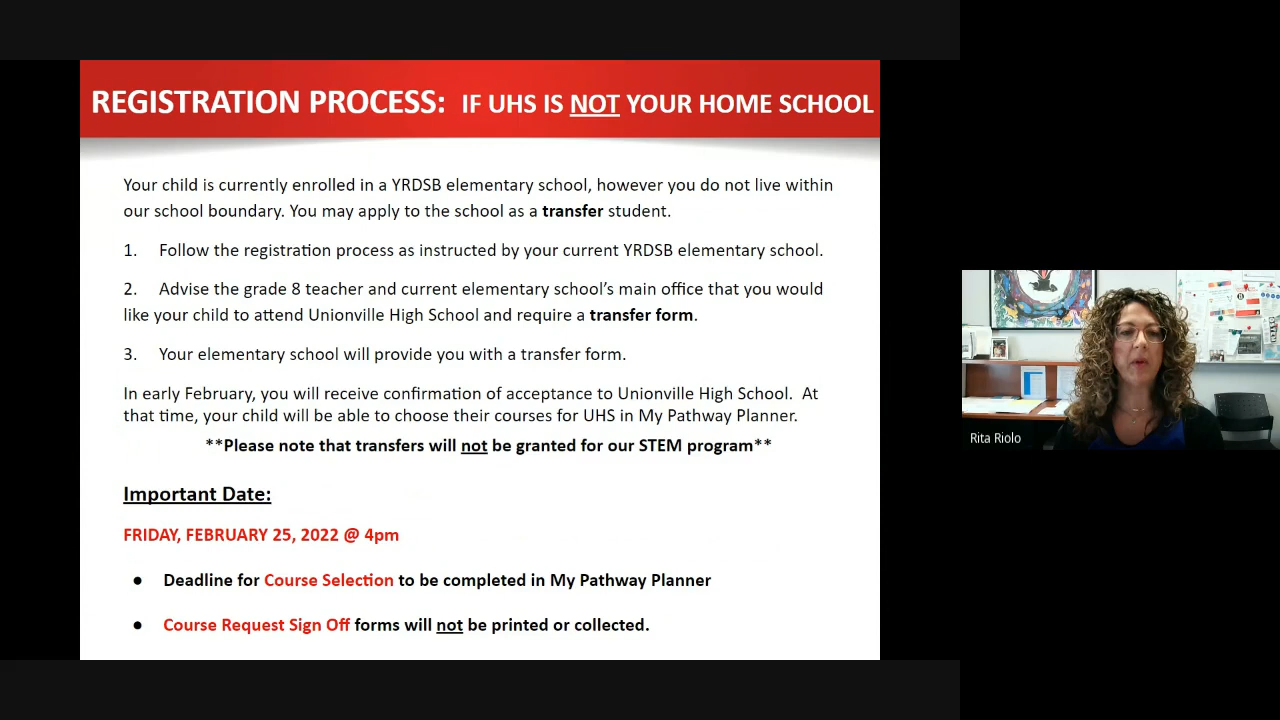 REGISTRATION PROCESS: IF UHS IS NOT YOUR HOME SCHOOL
Your child is currently enrolled in a YRDSB elementary school, however you do not live within
our school boundary. You may apply to the school as a transfer student.
1. Follow the registration process as instructed by your current YRDSB elementary school.
2. Advise the grade 8 teacher and current elementary school's main office that you would
like your child to attend Unionville High School and require a transfer form.
3. Your elementary school will provide you with a transfer form.
In early February, you will receive confirmation of acceptance to Unionville High School. At
that time, your child will be able to choose their courses for UHS in My Pathway Planner.
**Please note that transfers will not be granted for our STEM program**
Important Date:
FRIDAY, FEBRUARY 25, 2022 @ 4pm
● Deadline for Course Selection to be completed in My Pathway Planner
● Course Request Sign Off forms will not be printed or collected.
Rita Riolo